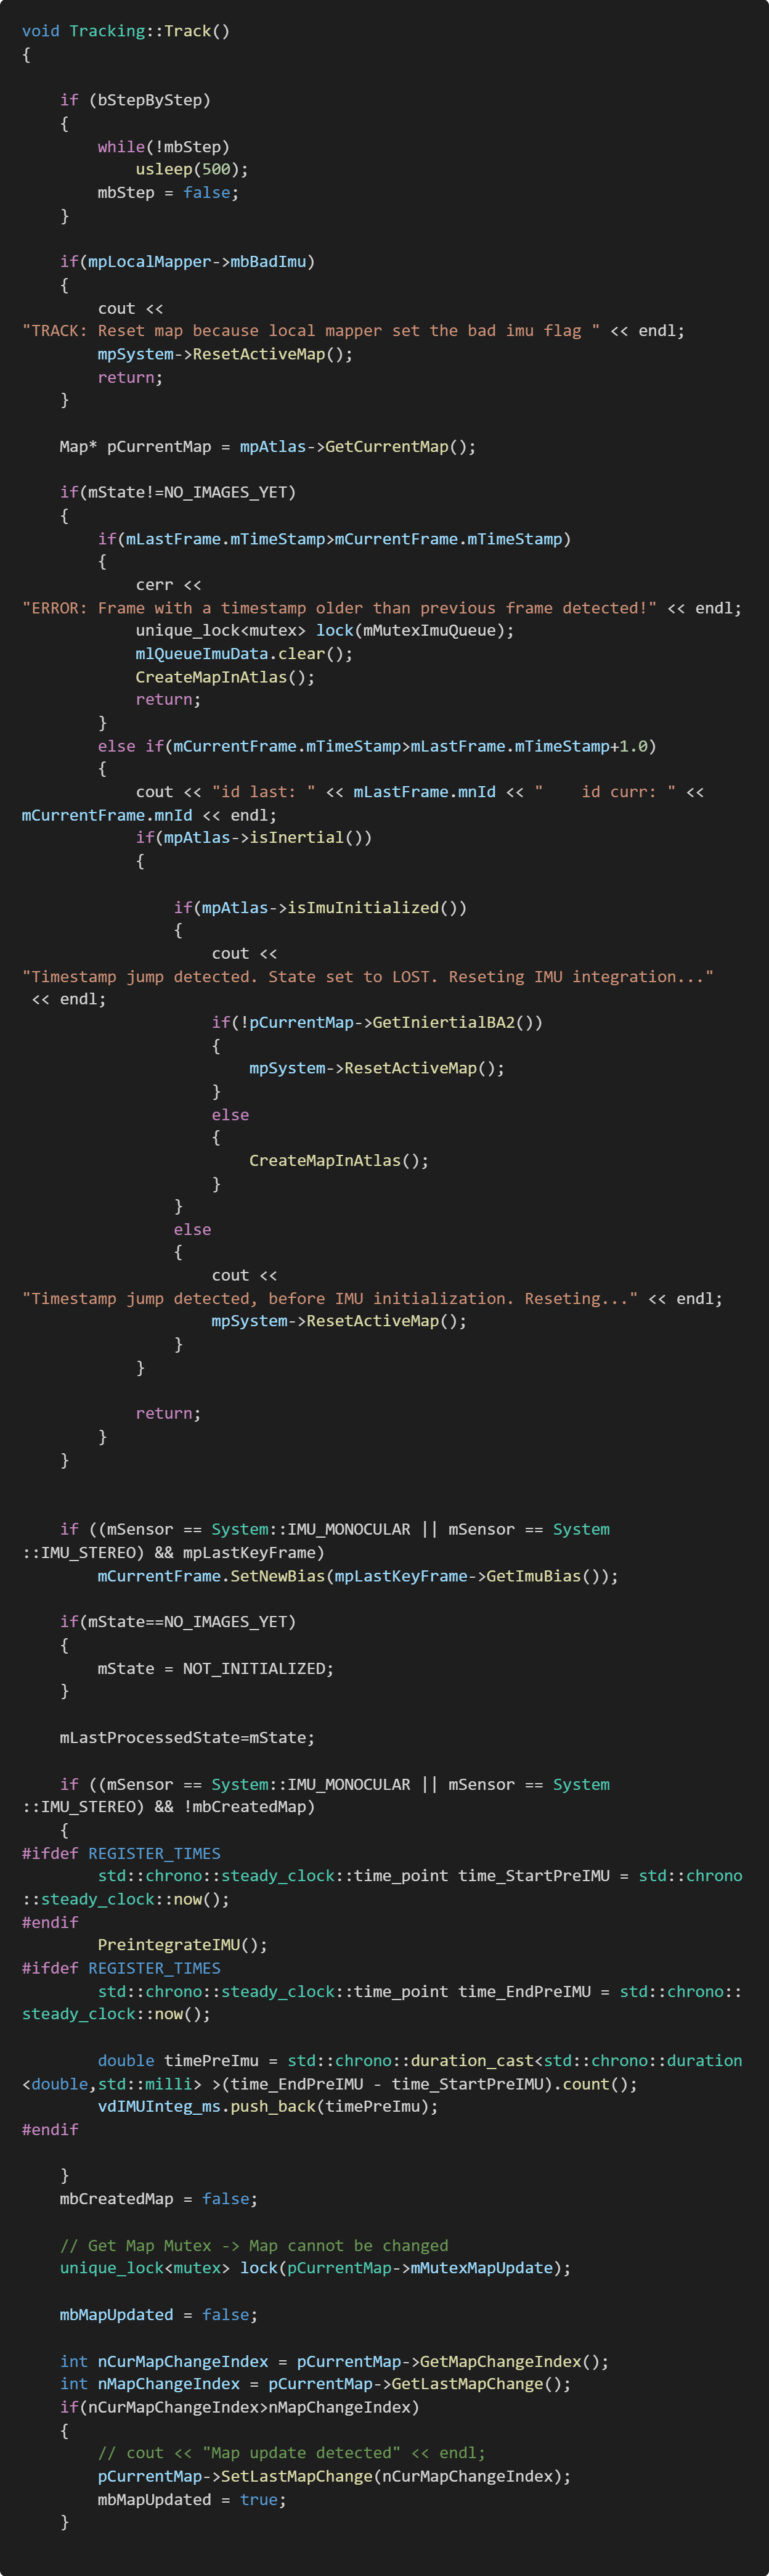 void Tracking::Track()
{
    if (bStepByStep)
    {
        while(!mbStep)
            usleep(500);
        mbStep = false;
    }
    if(mpLocalMapper->mbBadImu)
    {
        cout <<
"TRACK: Reset map because local mapper set the bad imu flag " << endl;
        mpSystem->ResetActiveMap();
        return;
    }
    Map* pCurrentMap = mpAtlas->GetCurrentMap();
    if(mState!=NO_IMAGES_YET)
    {
        if(mLastFrame.mTimeStamp>mCurrentFrame.mTimeStamp)
        {
            cerr <<
"ERROR: Frame with a timestamp older than previous frame detected!" << endl;
            unique_lock<mutex> lock(mMutexImuQueue);
            mlQueueImuData.clear();
            CreateMapInAtlas();
            return;
        }
        else if(mCurrentFrame.mTimeStamp>mLastFrame.mTimeStamp+1.0)
        {
            cout << "id last: " << mLastFrame.mnId << "    id curr: " <<
mCurrentFrame.mnId << endl;
            if(mpAtlas->isInertial())
            {
                if(mpAtlas->isImuInitialized())
                {
                    cout <<
"Timestamp jump detected. State set to LOST. Reseting IMU integration..."
 << endl;
                    if(!pCurrentMap->GetIniertialBA2())
                    {
                        mpSystem->ResetActiveMap();
                    }
                    else
                    {
                        CreateMapInAtlas();
                    }
                }
                else
                {
                    cout <<
"Timestamp jump detected, before IMU initialization. Reseting..." << endl;
                    mpSystem->ResetActiveMap();
                }
            }
            return;
        }
    }
    if ((mSensor == System::IMU_MONOCULAR || mSensor == System
::IMU_STEREO) && mpLastKeyFrame)
        mCurrentFrame.SetNewBias(mpLastKeyFrame->GetImuBias());
    if(mState==NO_IMAGES_YET)
    {
        mState = NOT_INITIALIZED;
    }
    mLastProcessedState=mState;
    if ((mSensor == System::IMU_MONOCULAR || mSensor == System
::IMU_STEREO) && !mbCreatedMap)
    {
#ifdef REGISTER_TIMES
        std::chrono::steady_clock::time_point time_StartPreIMU = std::chrono
::steady_clock::now();
#endif
        PreintegrateIMU();
#ifdef REGISTER_TIMES
        std::chrono::steady_clock::time_point time_EndPreIMU = std::chrono::
steady_clock::now();
        double timePreImu = std::chrono::duration_cast<std::chrono::duration
<double,std::milli> >(time_EndPreIMU - time_StartPreIMU).count();
        vdIMUInteg_ms.push_back(timePreImu);
#endif
    }
    mbCreatedMap = false;
    // Get Map Mutex -> Map cannot be changed
    unique_lock<mutex> lock(pCurrentMap->mMutexMapUpdate);
    mbMapUpdated = false;
    int nCurMapChangeIndex = pCurrentMap->GetMapChangeIndex();
    int nMapChangeIndex = pCurrentMap->GetLastMapChange();
    if(nCurMapChangeIndex>nMapChangeIndex)
    {
        // cout << "Map update detected" << endl;
        pCurrentMap->SetLastMapChange(nCurMapChangeIndex);
        mbMapUpdated = true;
    }